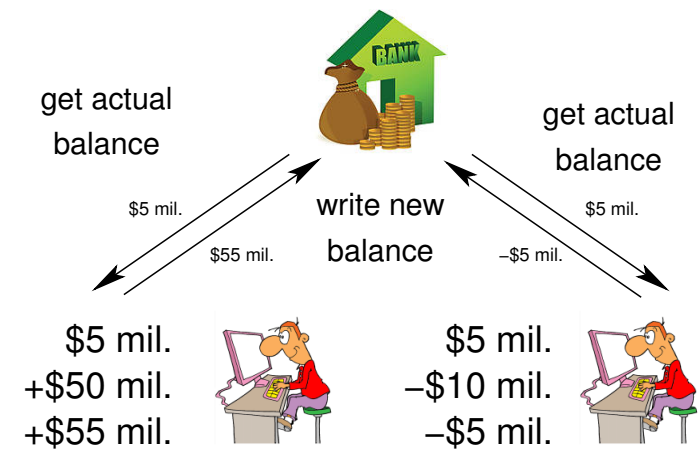 BANK
get actual
balance
get actual
balance
$5 mil.
$55 mil.
write new
balance
$5 mil.
−$5 mil.
$5 mil.
+$50 mil.
+$55 mil.
$5 mil.
−$10 mil.
−$5 mil.